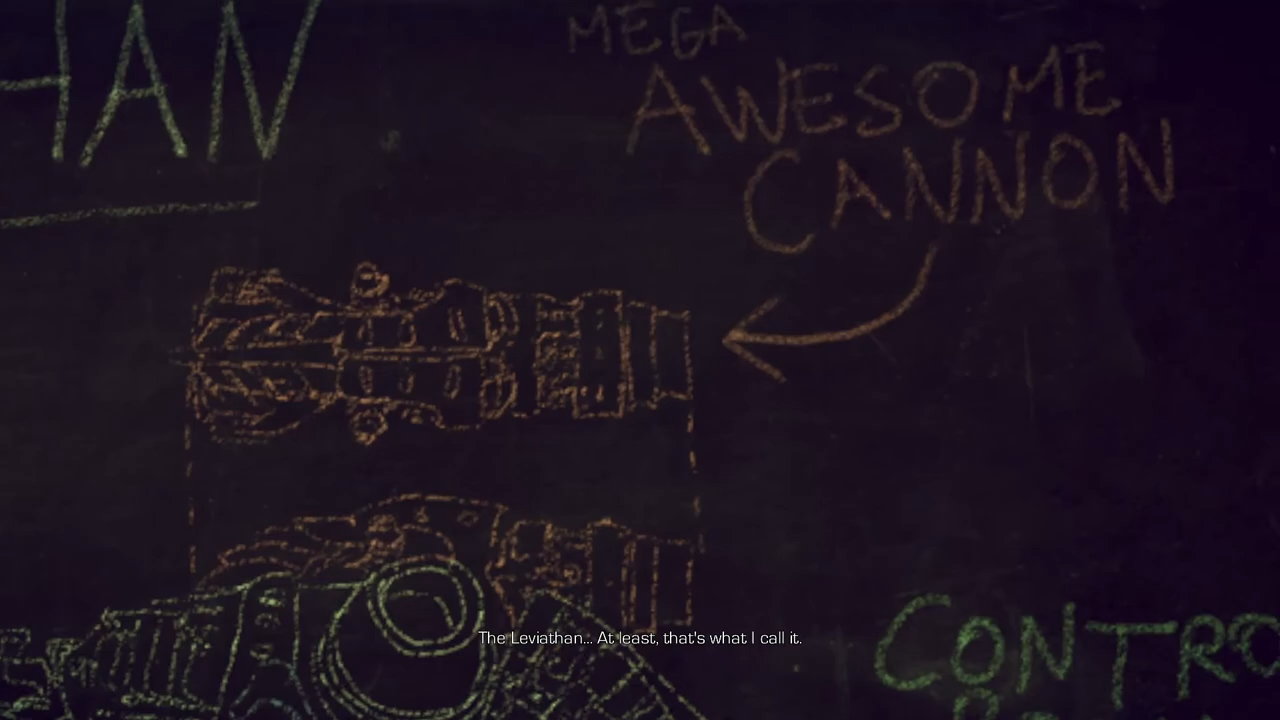 HAN
MEGA
AWESOME
CANNON
The Leviathan... At least, that's what I call it.
CONTRO